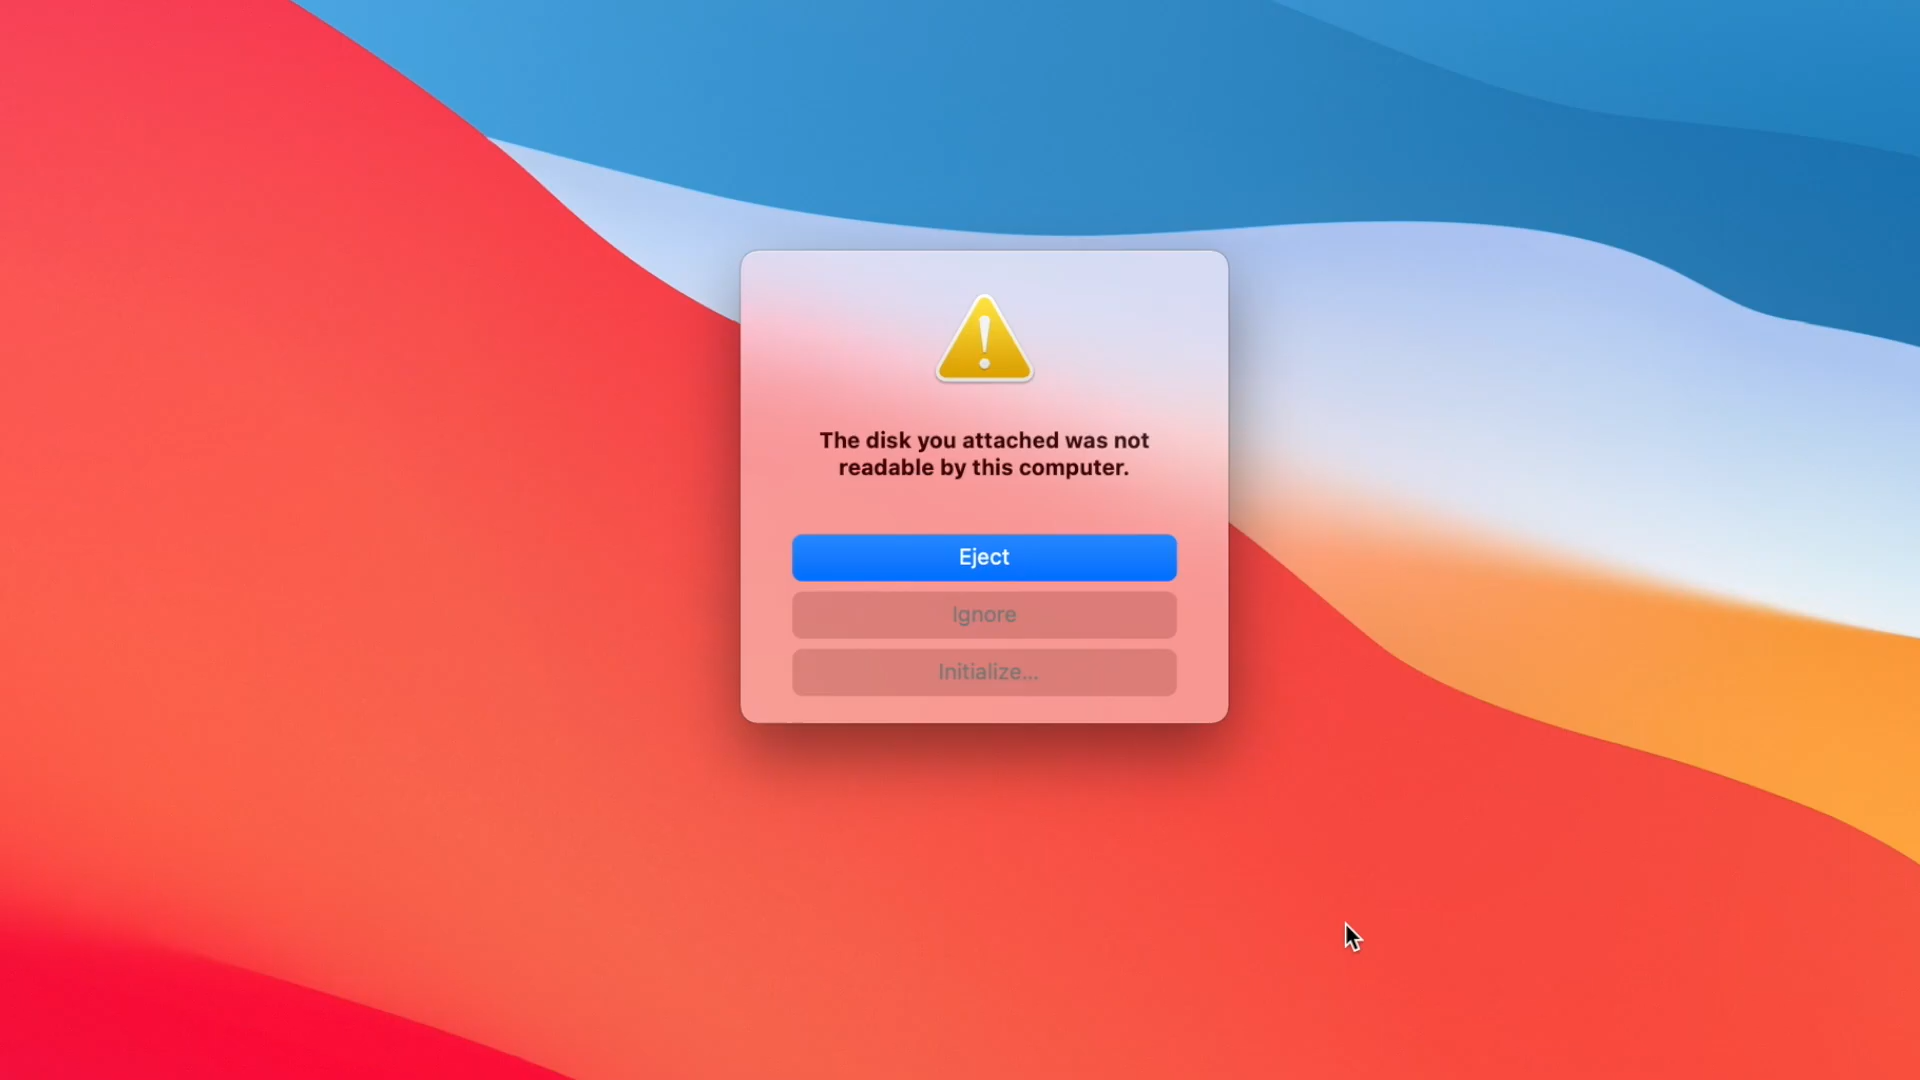 The disk you attached was not
readable by this computer.
Eject
Ignore
Initialize...